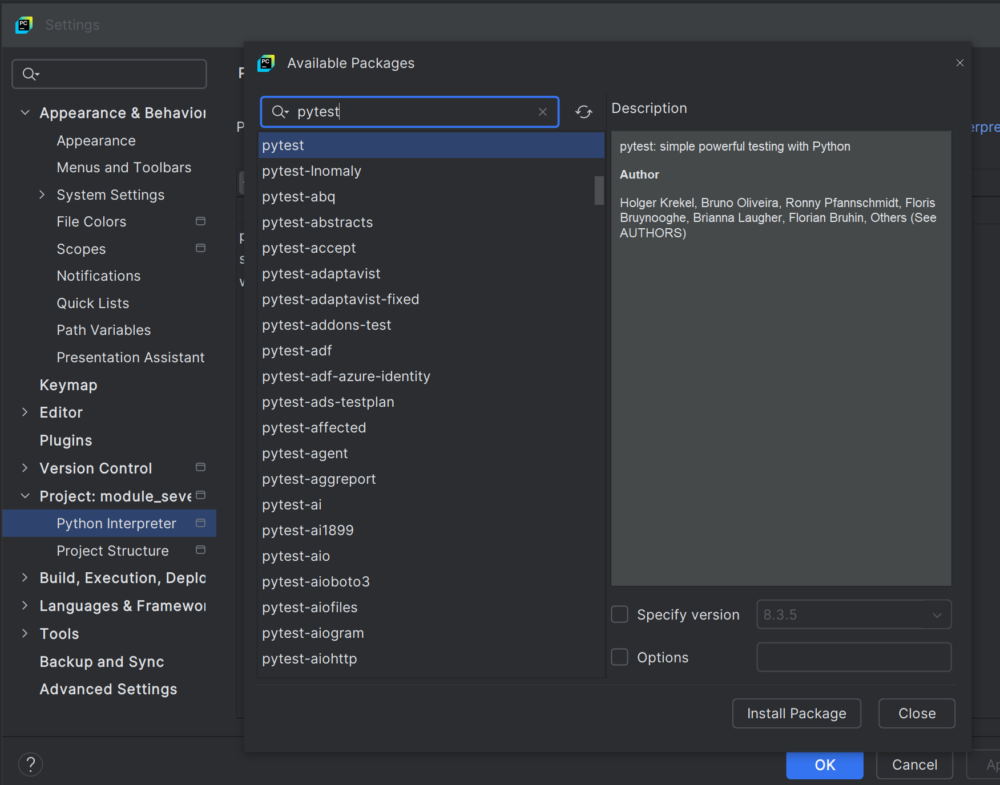 Settings
Appearance & Behavior
Appearance
Menus and Toolbars
System Settings
File Colors
Scopes
Notifications
Quick Lists
Path Variables
Presentation Assistant
Keymap
Editor
Plugins
Version Control
Project: module_seve
Python Interpreter
Project Structure
Build, Execution, Deplo
Languages & Framewor
Tools
Backup and Sync
Advanced Settings
?
PC
Available Packages
pytest
pytest
pytest-Inomaly
pytest-abq
pytest-abstracts
pytest-accept
pytest-adaptavist
pytest-adaptavist-fixed
pytest-addons-test
pytest-adf
pytest-adf-azure-identity
pytest-ads-testplan
pytest-affected
pytest-agent
pytest-aggreport
pytest-ai
pytest-ai1899
pytest-aio
pytest-aioboto3
pytest-aiofiles
pytest-aiogram
pytest-aiohttp
Description
pytest: simple powerful testing with Python
Author
Holger Krekel, Bruno Oliveira, Ronny Pfannschmidt, Floris
Bruynooghe, Brianna Laugher, Florian Bruhin, Others (See
AUTHORS)
Specify version 8.3.5
Options
Install Package Close
OK Cancel